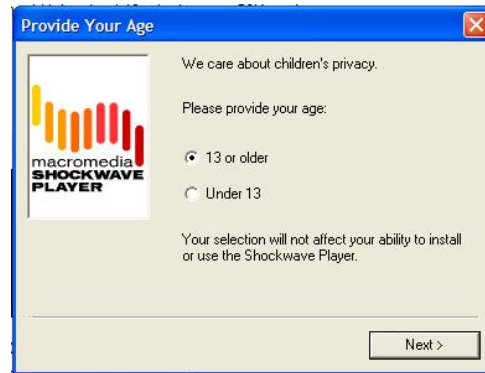 Provide Your Age
We care about children's privacy.
Please provide your age:
macromedia
SHOCKWAVE
PLAYER
13 or older
Under 13
Your selection will not affect your ability to install
or use the Shockwave Player.
Next >